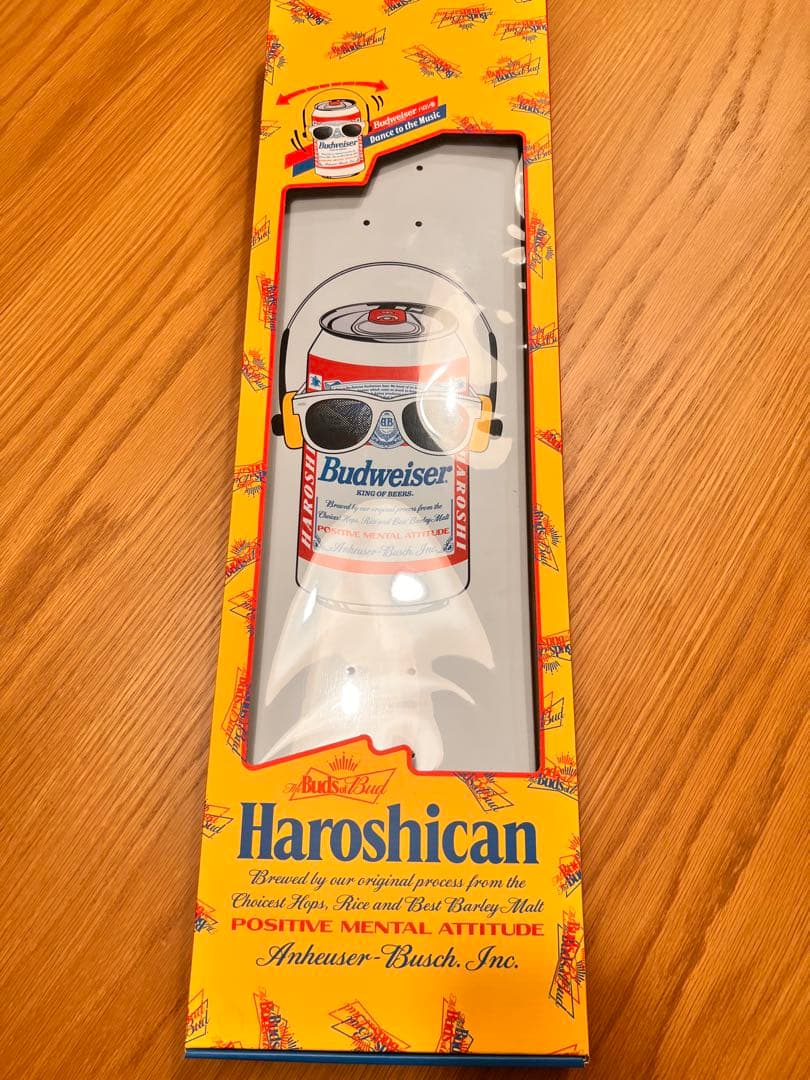 Budweiser
Dance to the Music
Budweiser
HAROSHI
HAROSHI
Budweiser
KING OF BEERS.
Brewed by our original process from the
Choicest Hops, Rice and Best Barley Malt
POSITIVE MENTAL ATTITUDE
Anheuser-Busch, Inc.
The Buds of Bud
Haroshican
Brewed by our original process from the
Choicest Hops, Rice and Best Barley Malt
POSITIVE MENTAL ATTITUDE
Anheuser-Busch. Inc.